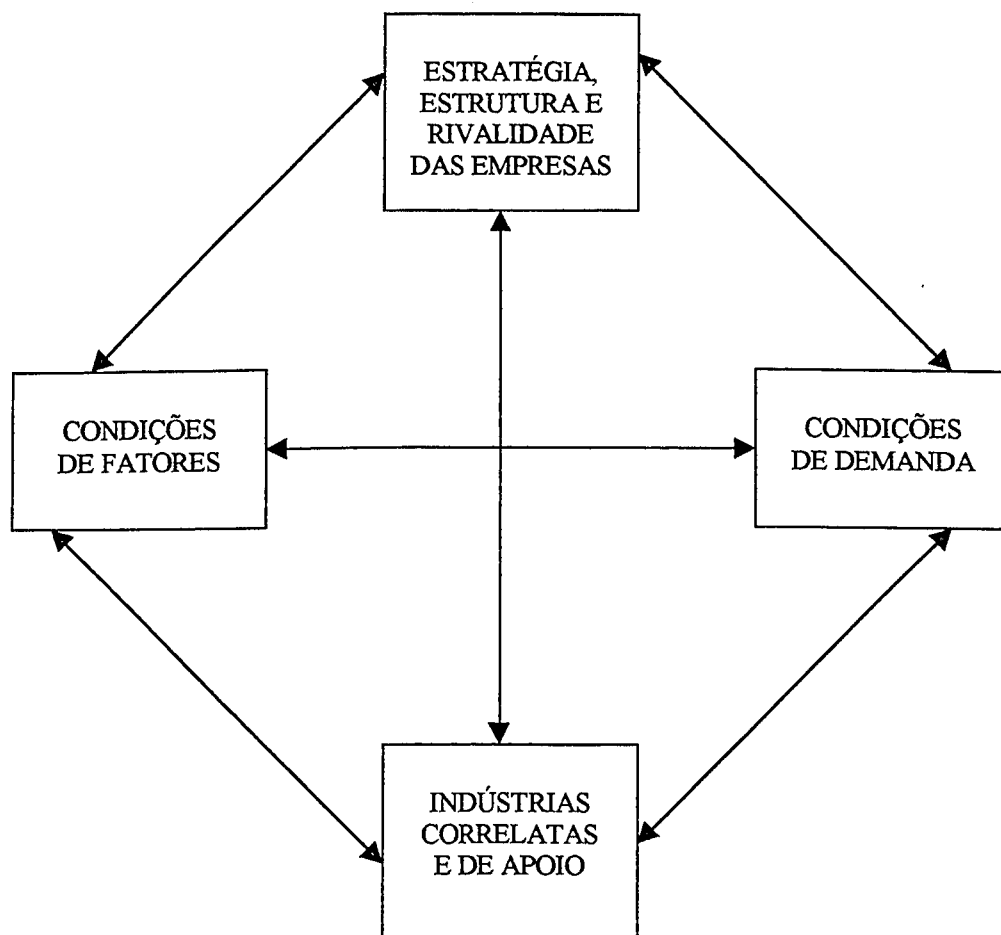 ESTRATÉGIA,
ESTRUTURA E
RIVALIDADE
DAS EMPRESAS
CONDIÇÕES
DE FATORES
CONDIÇÕES
DE DEMANDA
INDÚSTRIAS
CORRELATAS
E DE APOIO